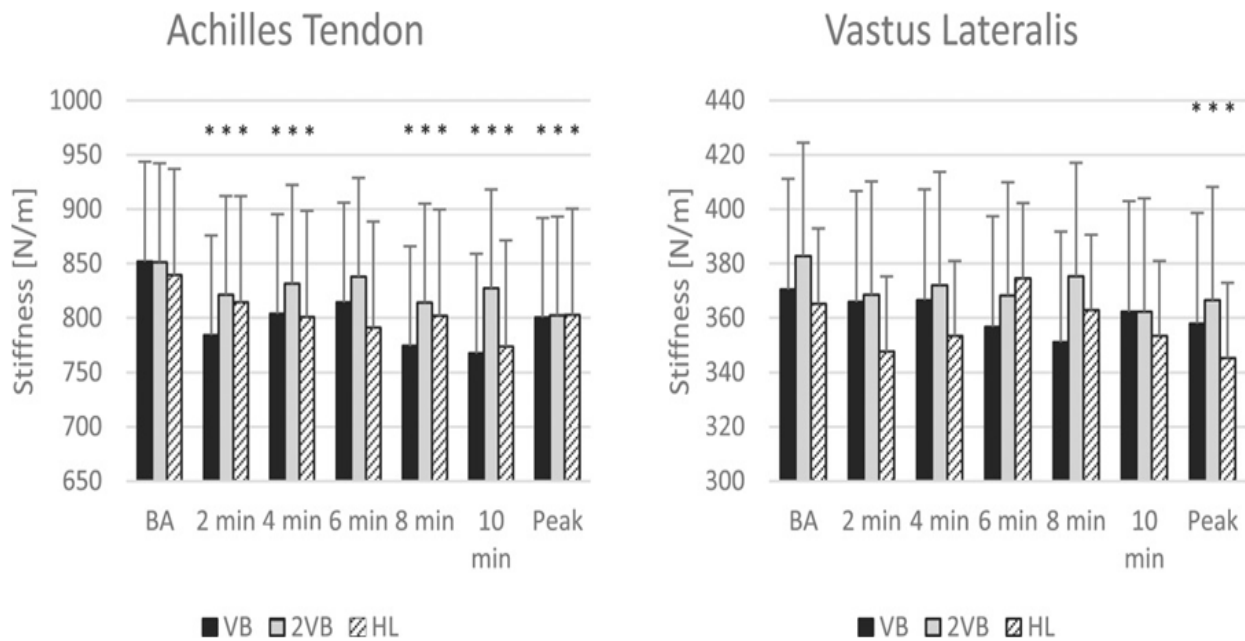 Achilles Tendon
Stiffness [N/m]
1000
950
900
850
800
750
700
650
* * * * * * * * * * * * * * *
BA 2 min 4 min 6 min 8 min 10 min Peak
VB 2VB HL
Vastus Lateralis
Stiffness [N/m]
440
420
400
380
360
340
320
300
* * *
BA 2 min 4 min 6 min 8 min 10 min Peak
VB 2VB HL